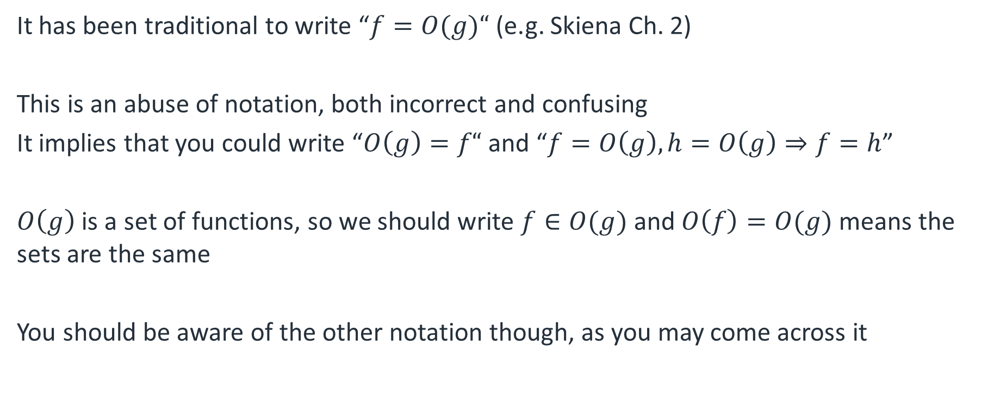 It has been traditional to write “f = O(g)“ (e.g. Skiena Ch. 2)
This is an abuse of notation, both incorrect and confusing
It implies that you could write “O(g) = f“ and “f = O(g), h = O(g) ⇒ f = h”
O(g) is a set of functions, so we should write f ∈ O(g) and O(f) = O(g) means the
sets are the same
You should be aware of the other notation though, as you may come across it